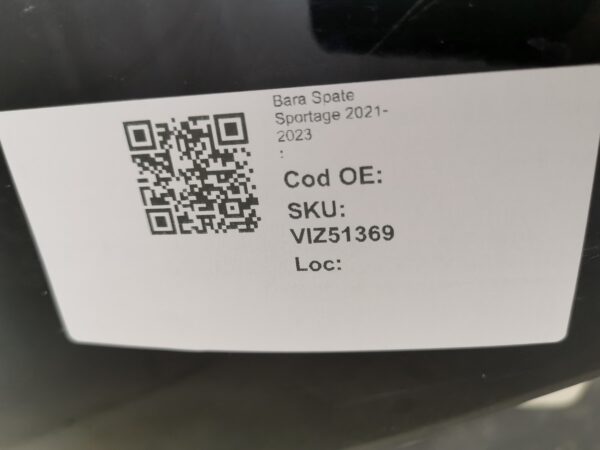 Bara Spate
Sportage 2021-
2023
:
Cod OE:
SKU:
VIZ51369
Loc: